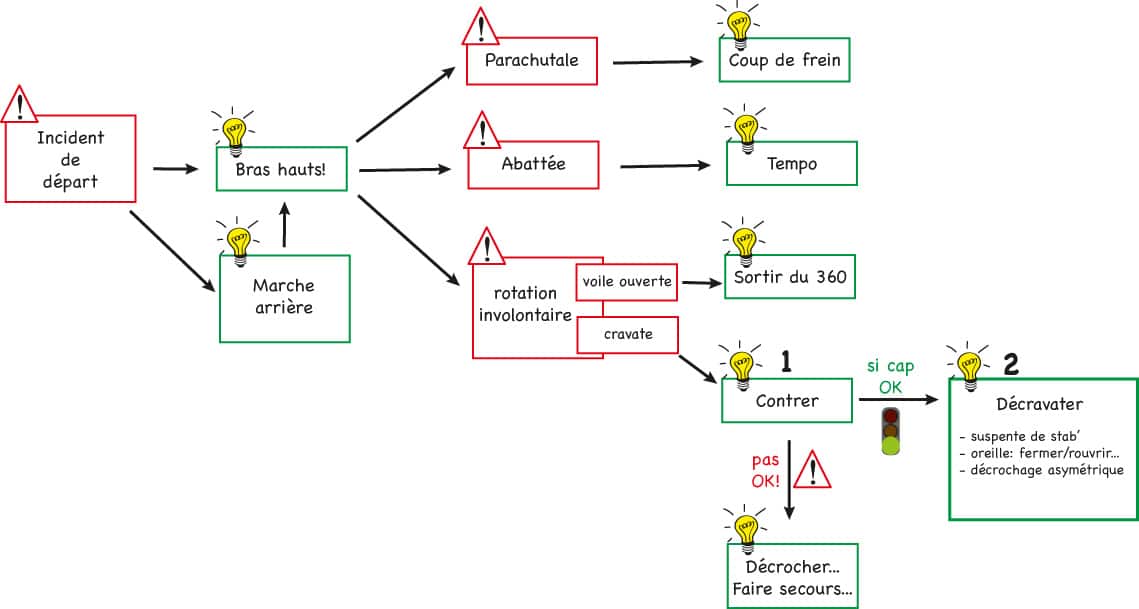 !
Incident
de
départ
Bras hauts!
Marche
arrière
!
Parachutale
Coup de frein
!
Abattée
Tempo
!
rotation
involontaire
voile ouverte
cravate
Sortir du 360
1
Contrer
si cap
OK
2
Décravater
- suspente de stab'
- oreille: fermer/rouvrir...
- décrochage asymétrique
pas
OK!
!
Décrocher...
Faire secours...